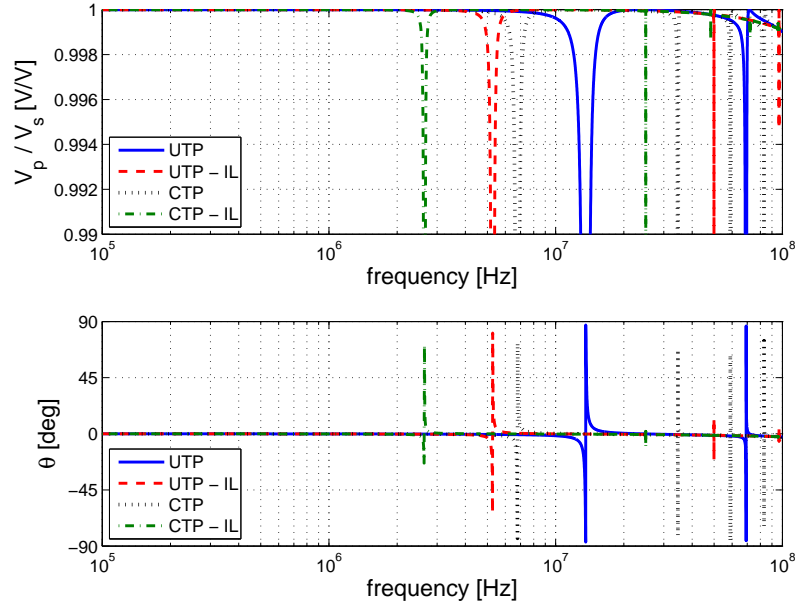 1
0.998
0.996
0.994
0.992
0.99
V_p / V_s [V/V]
UTP
UTP – IL
CTP
CTP – IL
10^5 10^6 10^7 10^8
frequency [Hz]
90
45
0
−45
−90
θ [deg]
UTP
UTP – IL
CTP
CTP – IL
10^5 10^6 10^7 10^8
frequency [Hz]